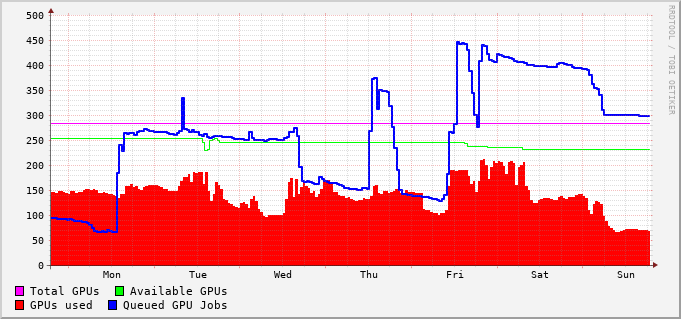 500
450
400
350
300
250
200
150
100
50
0
Mon Tue Wed Thu Fri Sat Sun
Total GPUs Available GPUs
GPUs used Queued GPU Jobs
RRDTOOL / TOBI OETIKER